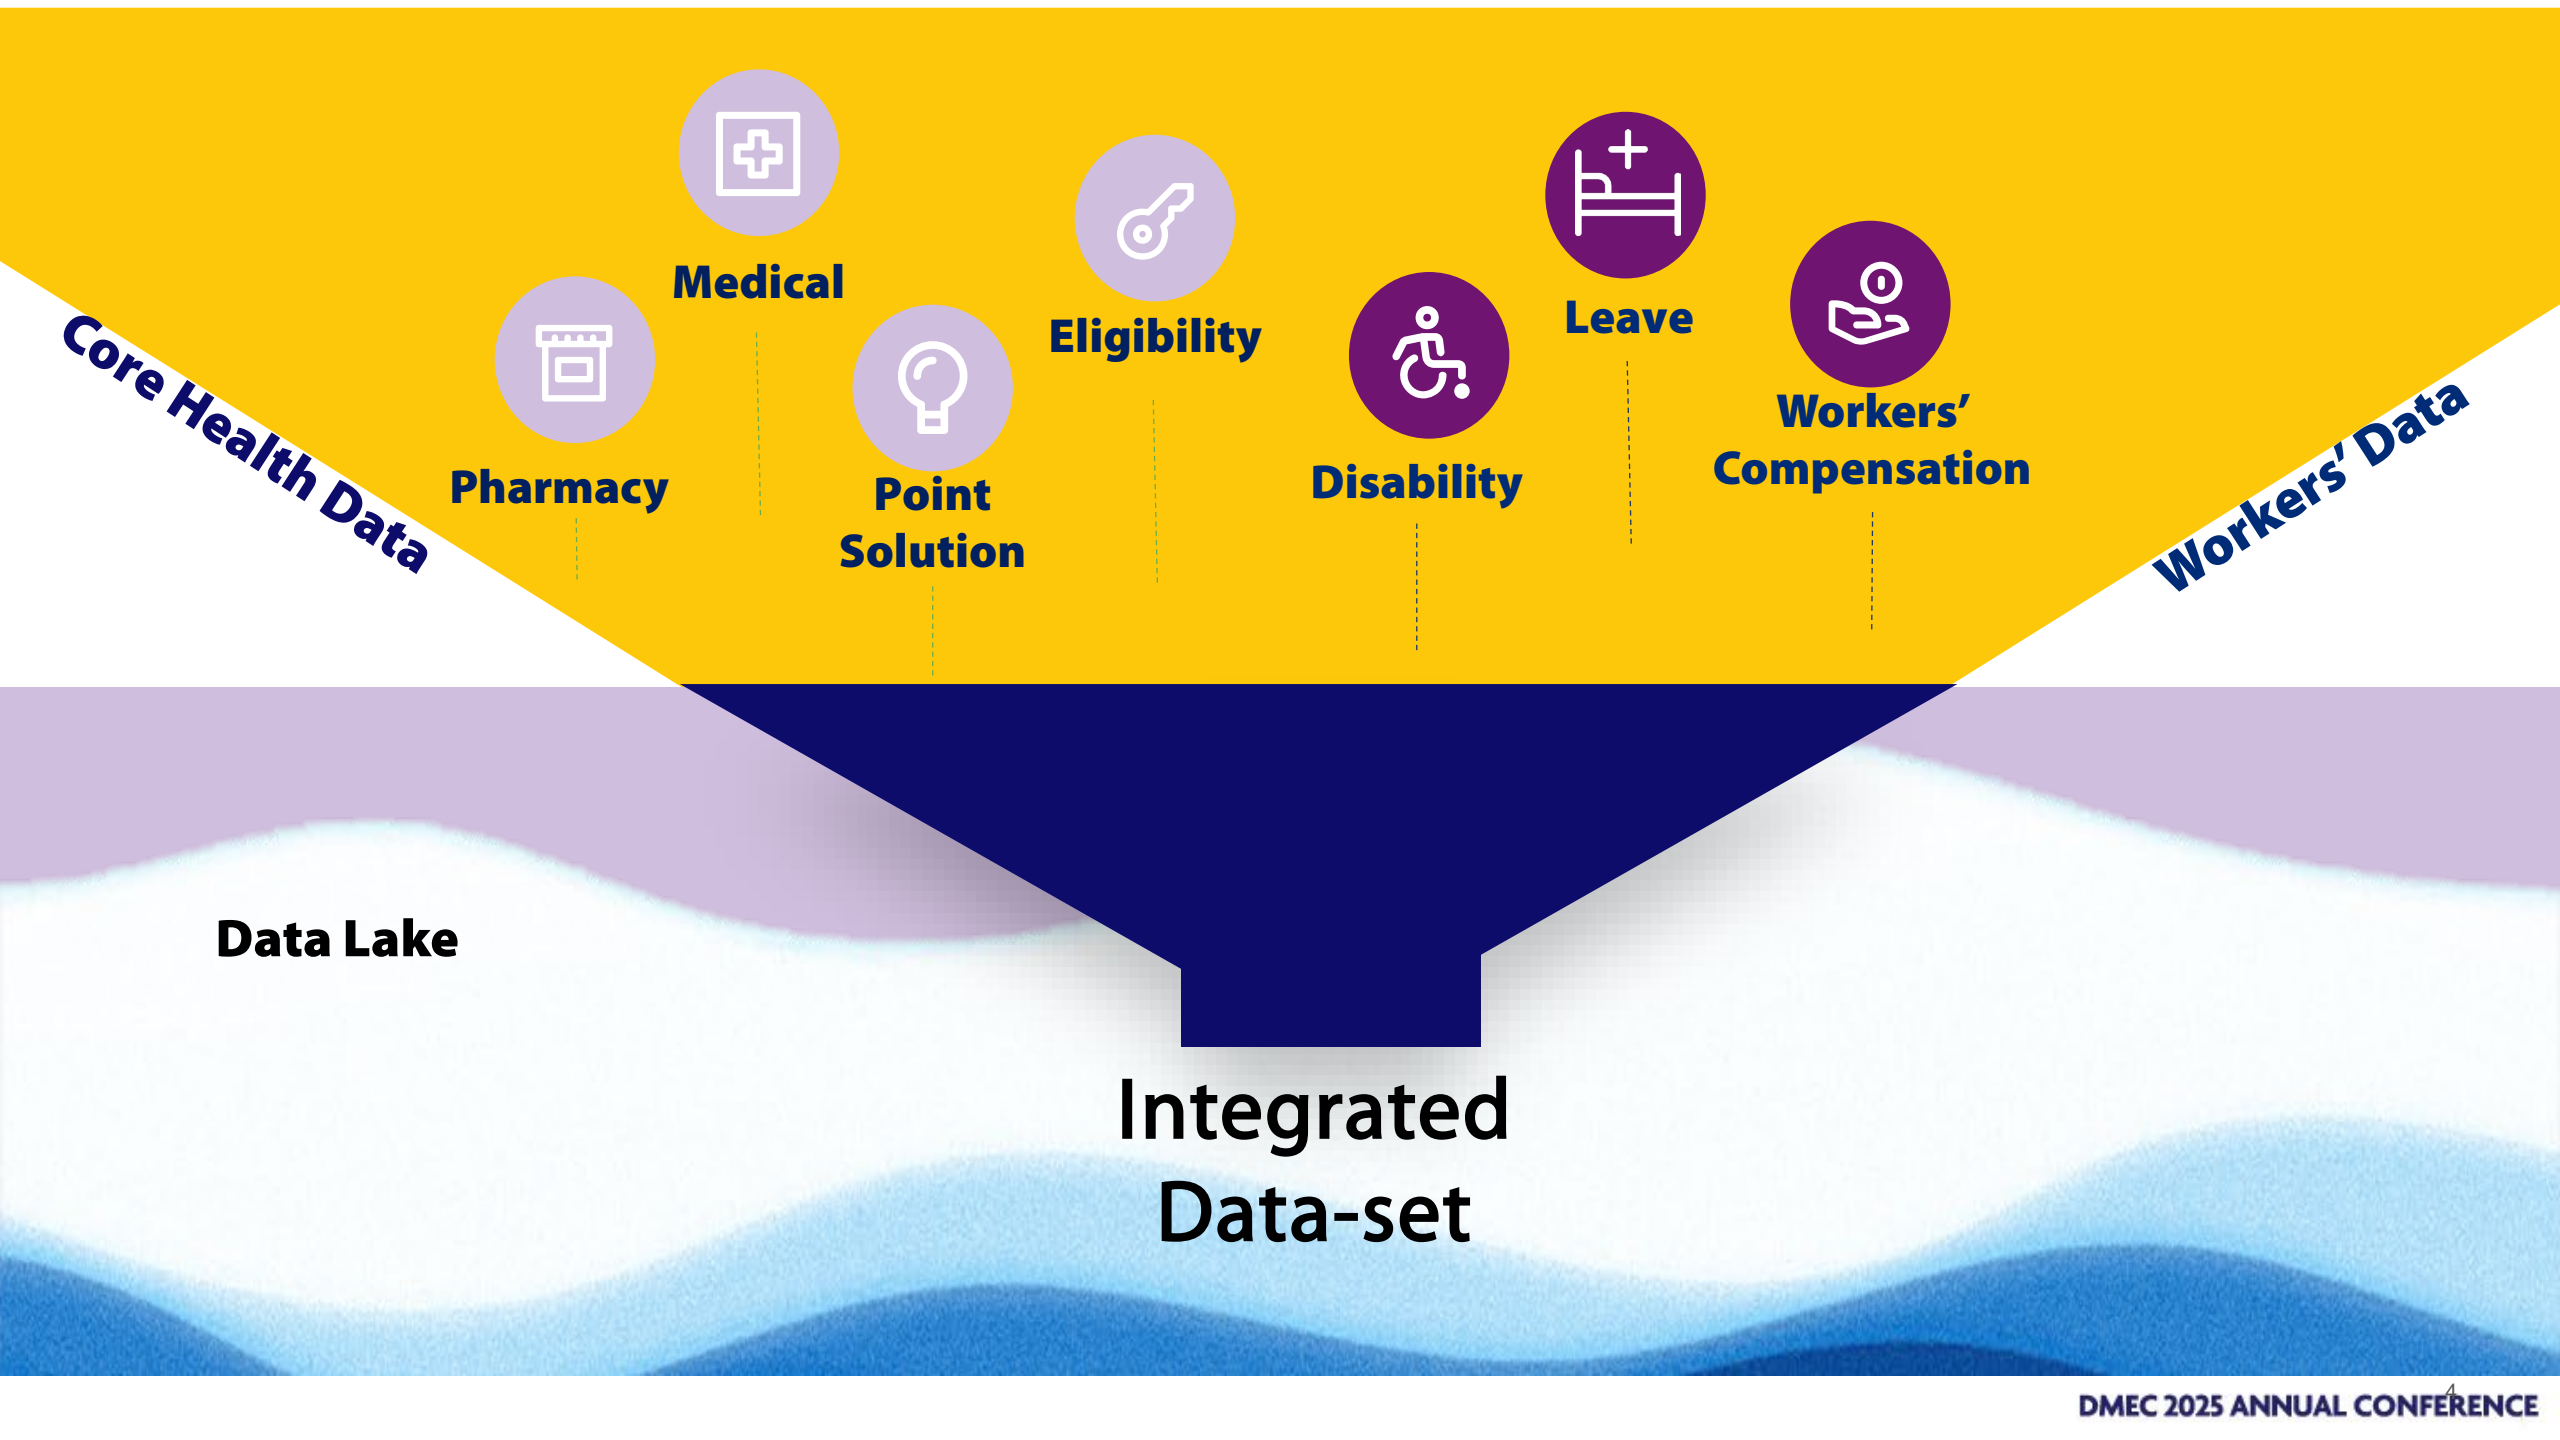 Medical
Eligibility
Leave
Pharmacy
Point
Solution
Disability
Workers’
Compensation
Core Health Data
Workers’ Data
Data Lake
Integrated
Data-set
4
DMEC 2025 ANNUAL CONFERENCE